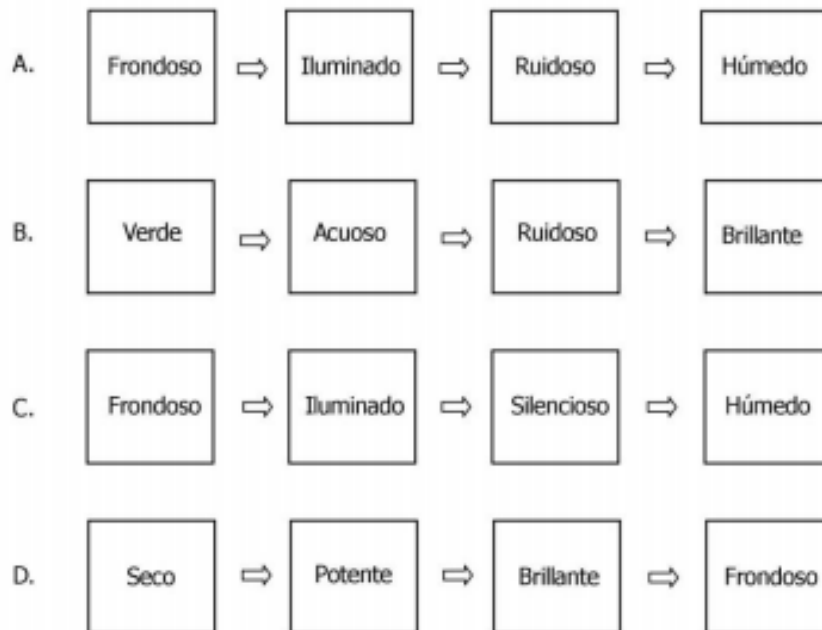 A. Frondoso ⇨ Iluminado ⇨ Ruidoso ⇨ Húmedo
B. Verde ⇨ Acuoso ⇨ Ruidoso ⇨ Brillante
C. Frondoso ⇨ Iluminado ⇨ Silencioso ⇨ Húmedo
D. Seco ⇨ Potente ⇨ Brillante ⇨ Frondoso